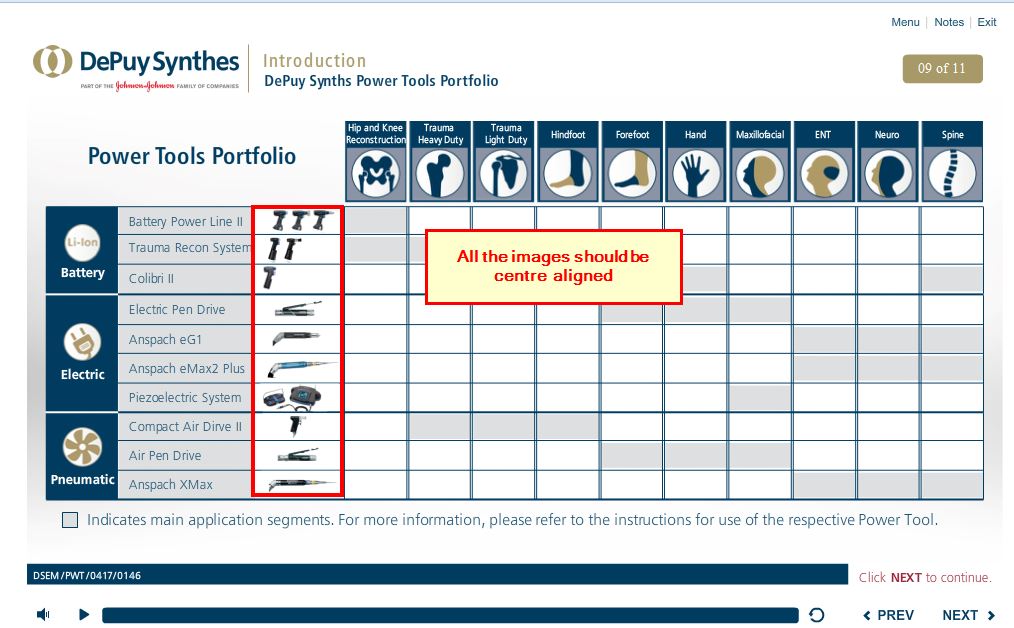 Menu | Notes | Exit
DePuy Synthes
PART OF THE Johnson & Johnson FAMILY OF COMPANIES
Introduction
DePuy Synths Power Tools Portfolio
09 of 11
Power Tools Portfolio
Hip and Knee
Reconstruction
Trauma
Heavy Duty
Trauma
Light Duty
Hindfoot
Forefoot
Hand
Maxillofacial
ENT
Neuro
Spine
Li-Ion
Battery
Battery Power Line II
Trauma Recon System
Colibri II
All the images should be
centre aligned
Electric
Electric Pen Drive
Anspach eG1
Anspach eMax2 Plus
Piezoelectric System
Pneumatic
Compact Air Dirve II
Air Pen Drive
Anspach XMax
Indicates main application segments. For more information, please refer to the instructions for use of the respective Power Tool.
DSEM/PWT/0417/0146
Click NEXT to continue.
PREV
NEXT